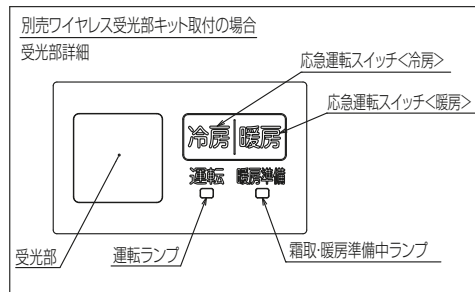 別売ワイヤレス受光部キット取付の場合
受光部詳細
応急運転スイッチ<冷房>
応急運転スイッチ<暖房>
冷房 暖房
運転 暖房準備
受光部
運転ランプ
霜取・暖房準備中ランプ